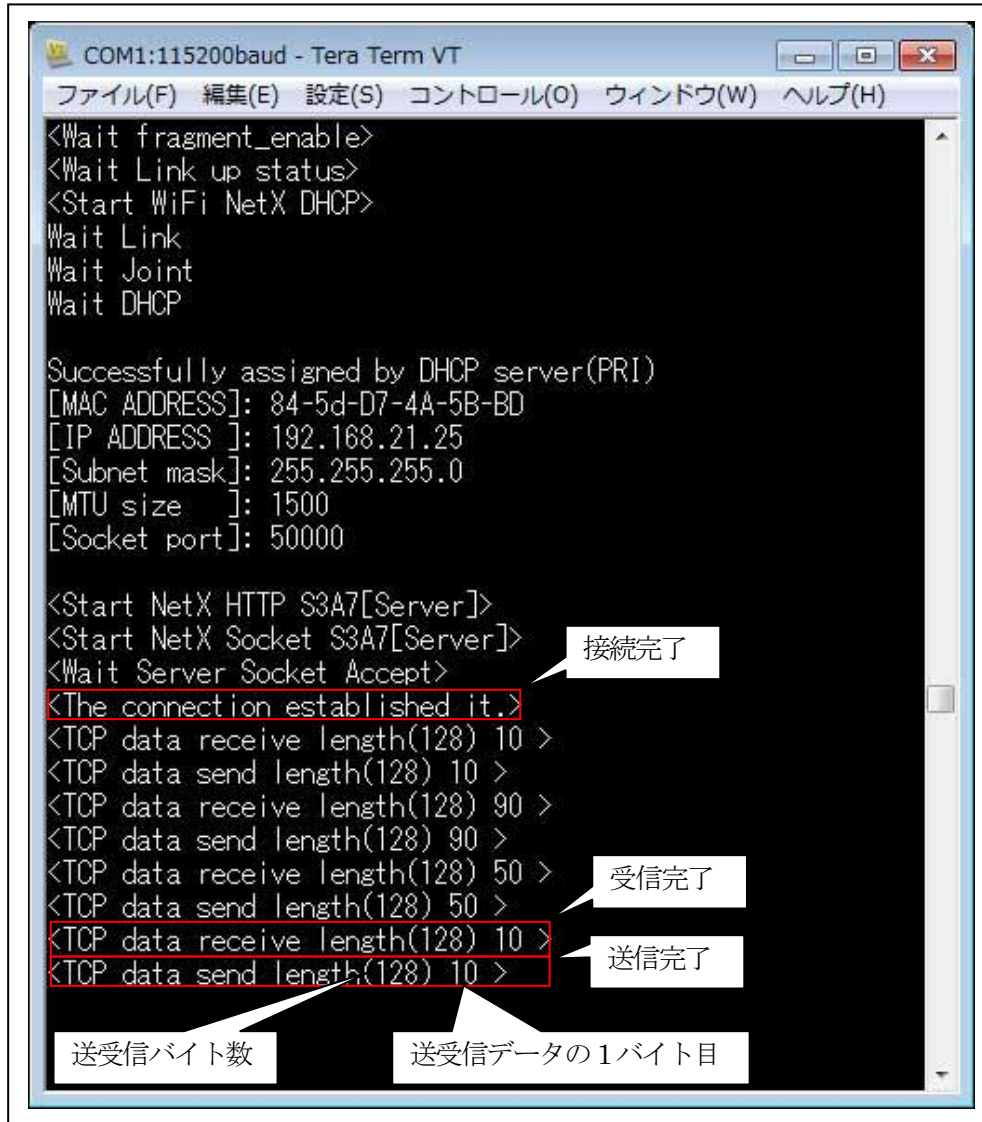 COM1:115200baud - Tera Term VT
ファイル(F) 編集(E) 設定(S) コントロール(O) ウィンドウ(W) ヘルプ(H)
<Wait fragment_enable>
<Wait Link up status>
<Start WiFi NetX DHCP>
Wait Link
Wait Joint
Wait DHCP
Successfully assigned by DHCP server(PRI)
[MAC ADDRESS]: 84-5d-D7-4A-5B-BD
[IP ADDRESS ]: 192.168.21.25
[Subnet mask]: 255.255.255.0
[MTU size   ]: 1500
[Socket port]: 50000
<Start NetX HTTP S3A7[Server]>
<Start NetX Socket S3A7[Server]>
接続完了
<Wait Server Socket Accept>
<The connection established it.>
<TCP data receive length(128) 10 >
<TCP data send length(128) 10 >
<TCP data receive length(128) 90 >
<TCP data send length(128) 90 >
<TCP data receive length(128) 50 >
受信完了
<TCP data send length(128) 50 >
<TCP data receive length(128) 10 >
送信完了
<TCP data send length(128) 10 >
送受信バイト数
送受信データの１バイト目